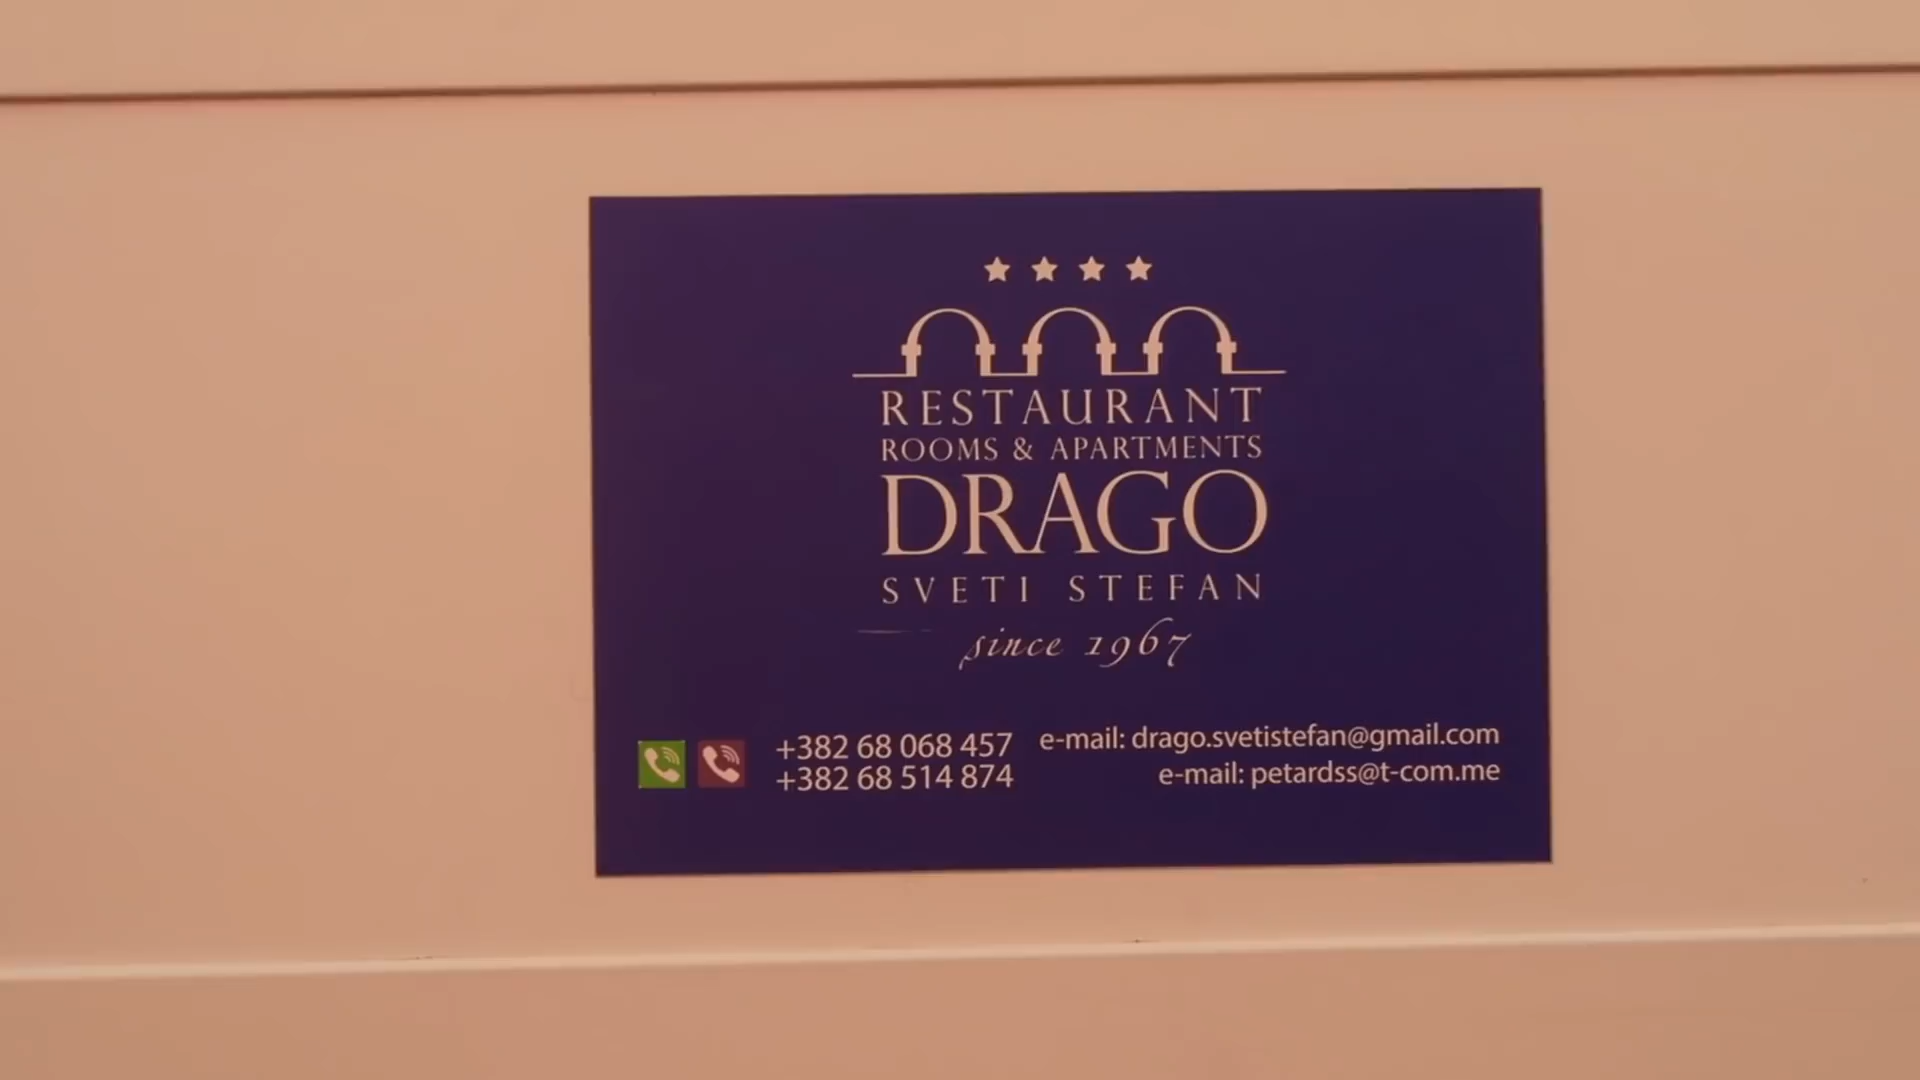 RESTAURANT
ROOMS & APARTMENTS
DRAGO
SVETI STEFAN
since 1967
+382 68 068 457
+382 68 514 874
e-mail: drago.svetistefan@gmail.com
e-mail: petardss@t-com.me